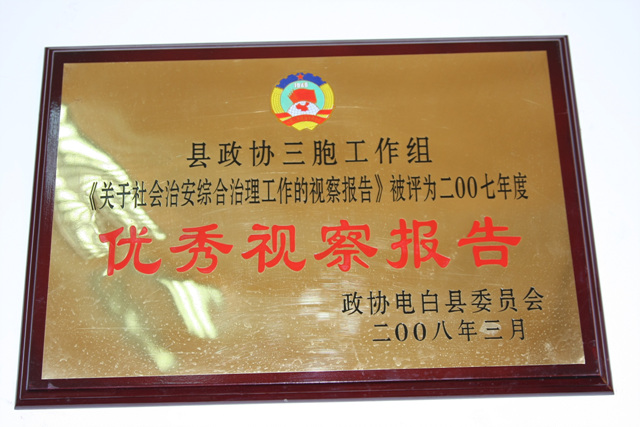 县政协三胞工作组
《关于社会治安综合治理工作的视察报告》被评为二00七年度
优秀视察报告
政协电白县委员会
二00八年三月